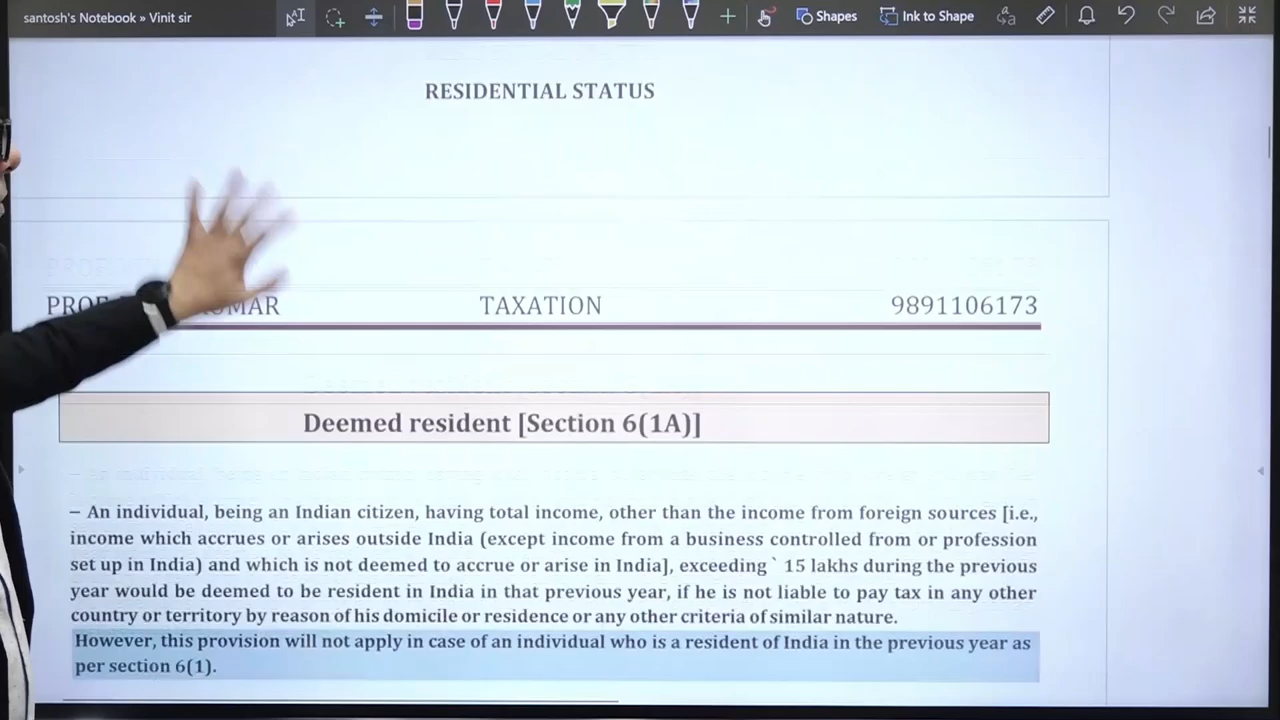 santosh's Notebook » Vinit sir
Shapes
Ink to Shape
RESIDENTIAL STATUS
TAXATION
9891106173
Deemed resident [Section 6(1A)]
– An individual, being an Indian citizen, having total income, other than the income from foreign sources [i.e.,
income which accrues or arises outside India (except income from a business controlled from or profession
set up in India) and which is not deemed to accrue or arise in India], exceeding ` 15 lakhs during the previous
year would be deemed to be resident in India in that previous year, if he is not liable to pay tax in any other
country or territory by reason of his domicile or residence or any other criteria of similar nature.
However, this provision will not apply in case of an individual who is a resident of India in the previous year as
per section 6(1).